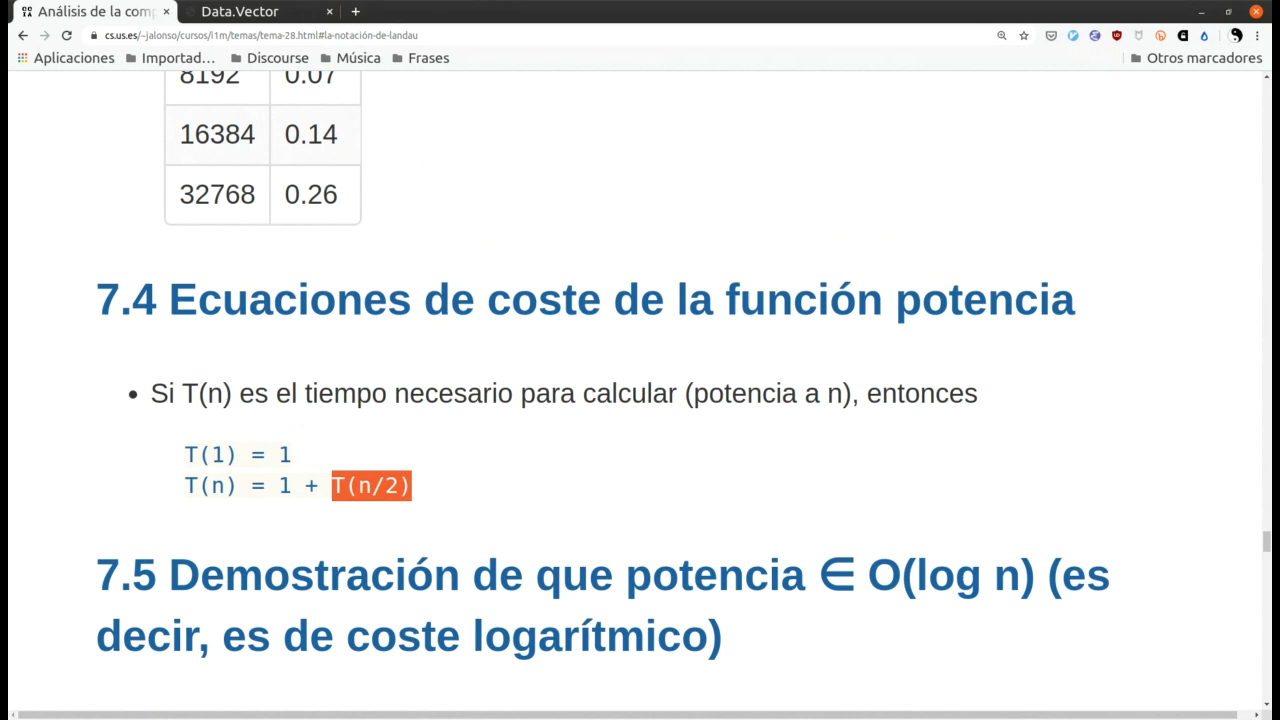 Análisis de la comp
Data.Vector
cs.us.es/~jalonso/cursos/i1m/temas/tema-28.html#la-notación-de-landau
Aplicaciones Importad... Discourse Música Frases Otros marcadores
8192 0.07
16384 0.14
32768 0.26
7.4 Ecuaciones de coste de la función potencia
• Si T(n) es el tiempo necesario para calcular (potencia a n), entonces
T(1) = 1
T(n) = 1 + T(n/2)
7.5 Demostración de que potencia ∈ O(log n) (es
decir, es de coste logarítmico)